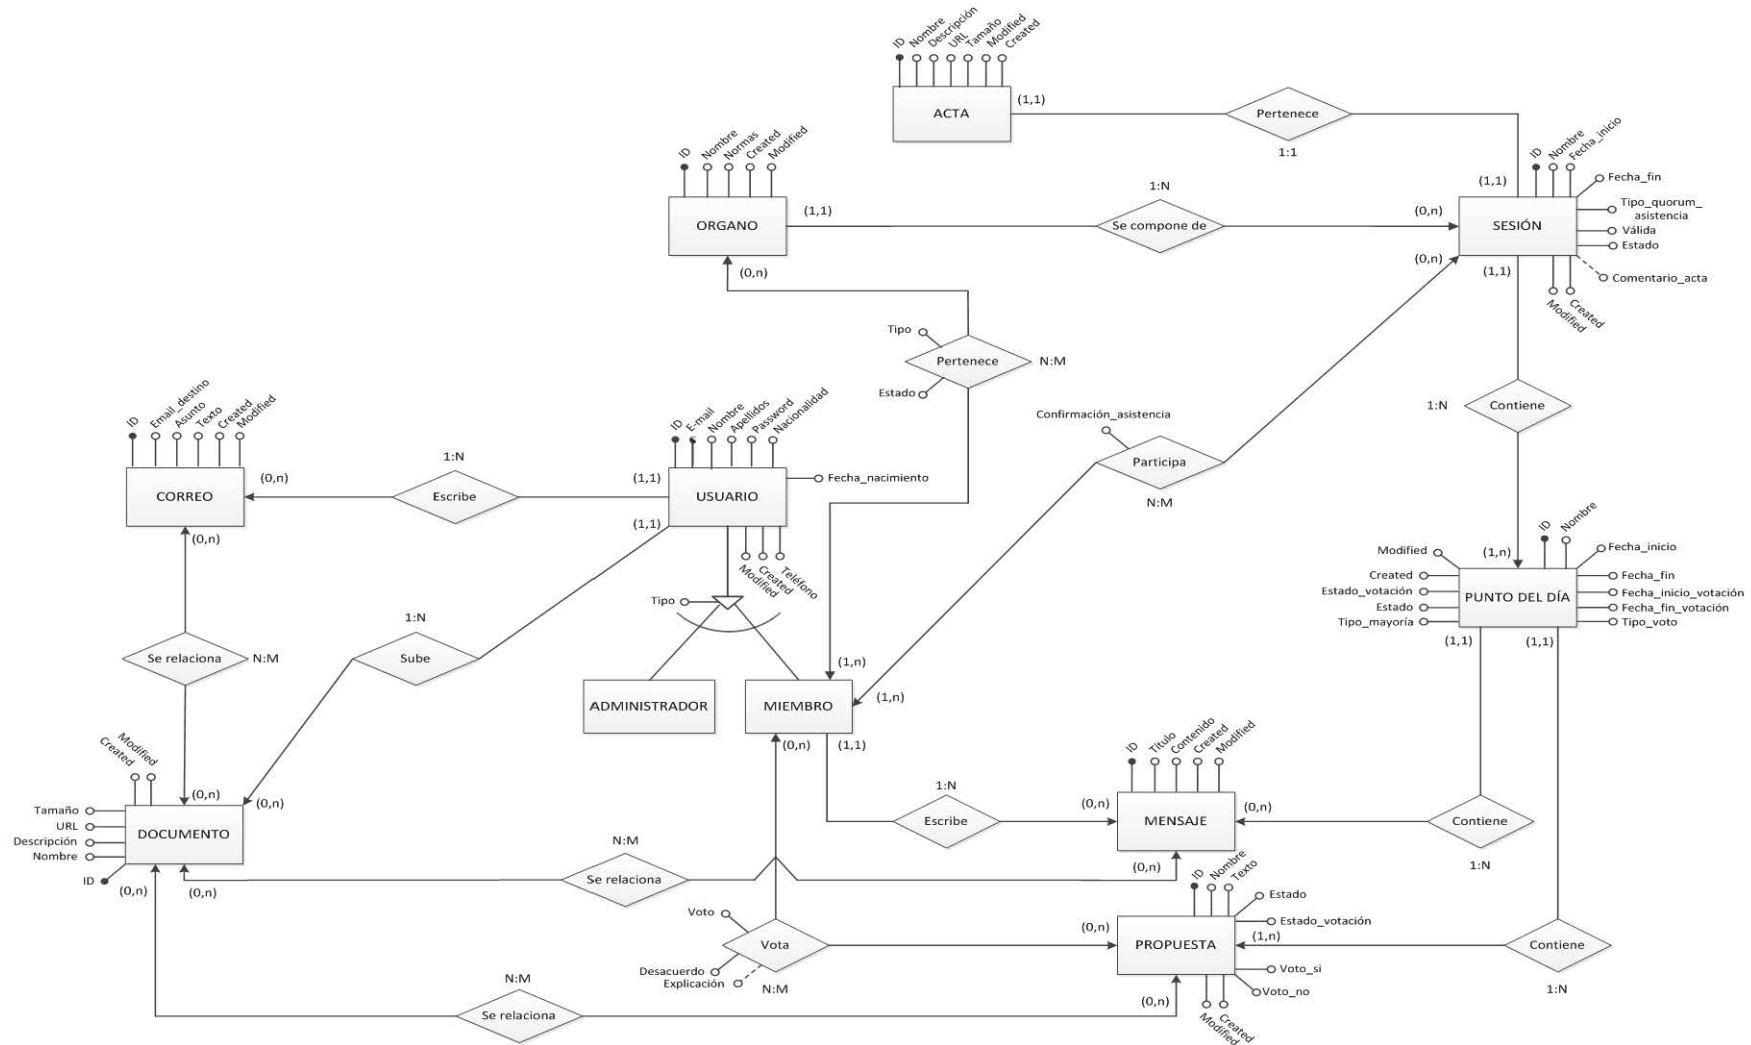 ID
Nombre
Descripción
URL
Tamaño
Modified
Created
ACTA
(1,1)
Pertenece
1:1
ID
Nombre
Normas
Created
Modified
ORGANO
(1,1)
1:N
Se compone de
(0,n)
(1,1)
ID
Nombre
Fecha_inicio
Fecha_fin
Tipo_quorum_
asistencia
Válida
Estado
Comentario_acta
Created
Modified
SESIÓN
(0,n)
(1,1)
(0,n)
Tipo
Pertenece
N:M
Estado
1:N
Contiene
Confirmación_asistencia
Participa
N:M
ID
Email_destino
Asunto
Texto
Created
Modified
CORREO
(0,n)
1:N
Escribe
(1,1)
ID
E-mail
Nombre
Apellidos
Password
Nacionalidad
Fecha_nacimiento
USUARIO
(1,1)
Modified
Created
Teléfono
(0,n)
Tipo
1:N
Sube
Se relaciona
N:M
ADMINISTRADOR
MIEMBRO
(1,n)
(1,n)
(0,n)
(1,1)
(1,n)
ID
Nombre
Fecha_inicio
Modified
Created
Estado_votación
Estado
Tipo_mayoría
PUNTO DEL DÍA
Fecha_fin
Fecha_inicio_votación
Fecha_fin_votación
Tipo_voto
(1,1)
(1,1)
Created
Modified
Tamaño
URL
Descripción
Nombre
ID
DOCUMENTO
(0,n)
(0,n)
(0,n)
(0,n)
1:N
Escribe
(0,n)
ID
Titulo
Contenido
Created
Modified
MENSAJE
(0,n)
(0,n)
Contiene
1:N
N:M
Se relaciona
Voto
Vota
Desacuerdo
Explicación
N:M
(0,n)
ID
Nombre
Texto
Estado
Estado_votación
PROPUESTA
(1,n)
Voto_si
Voto_no
Created
Modified
(0,n)
Contiene
1:N
N:M
Se relaciona